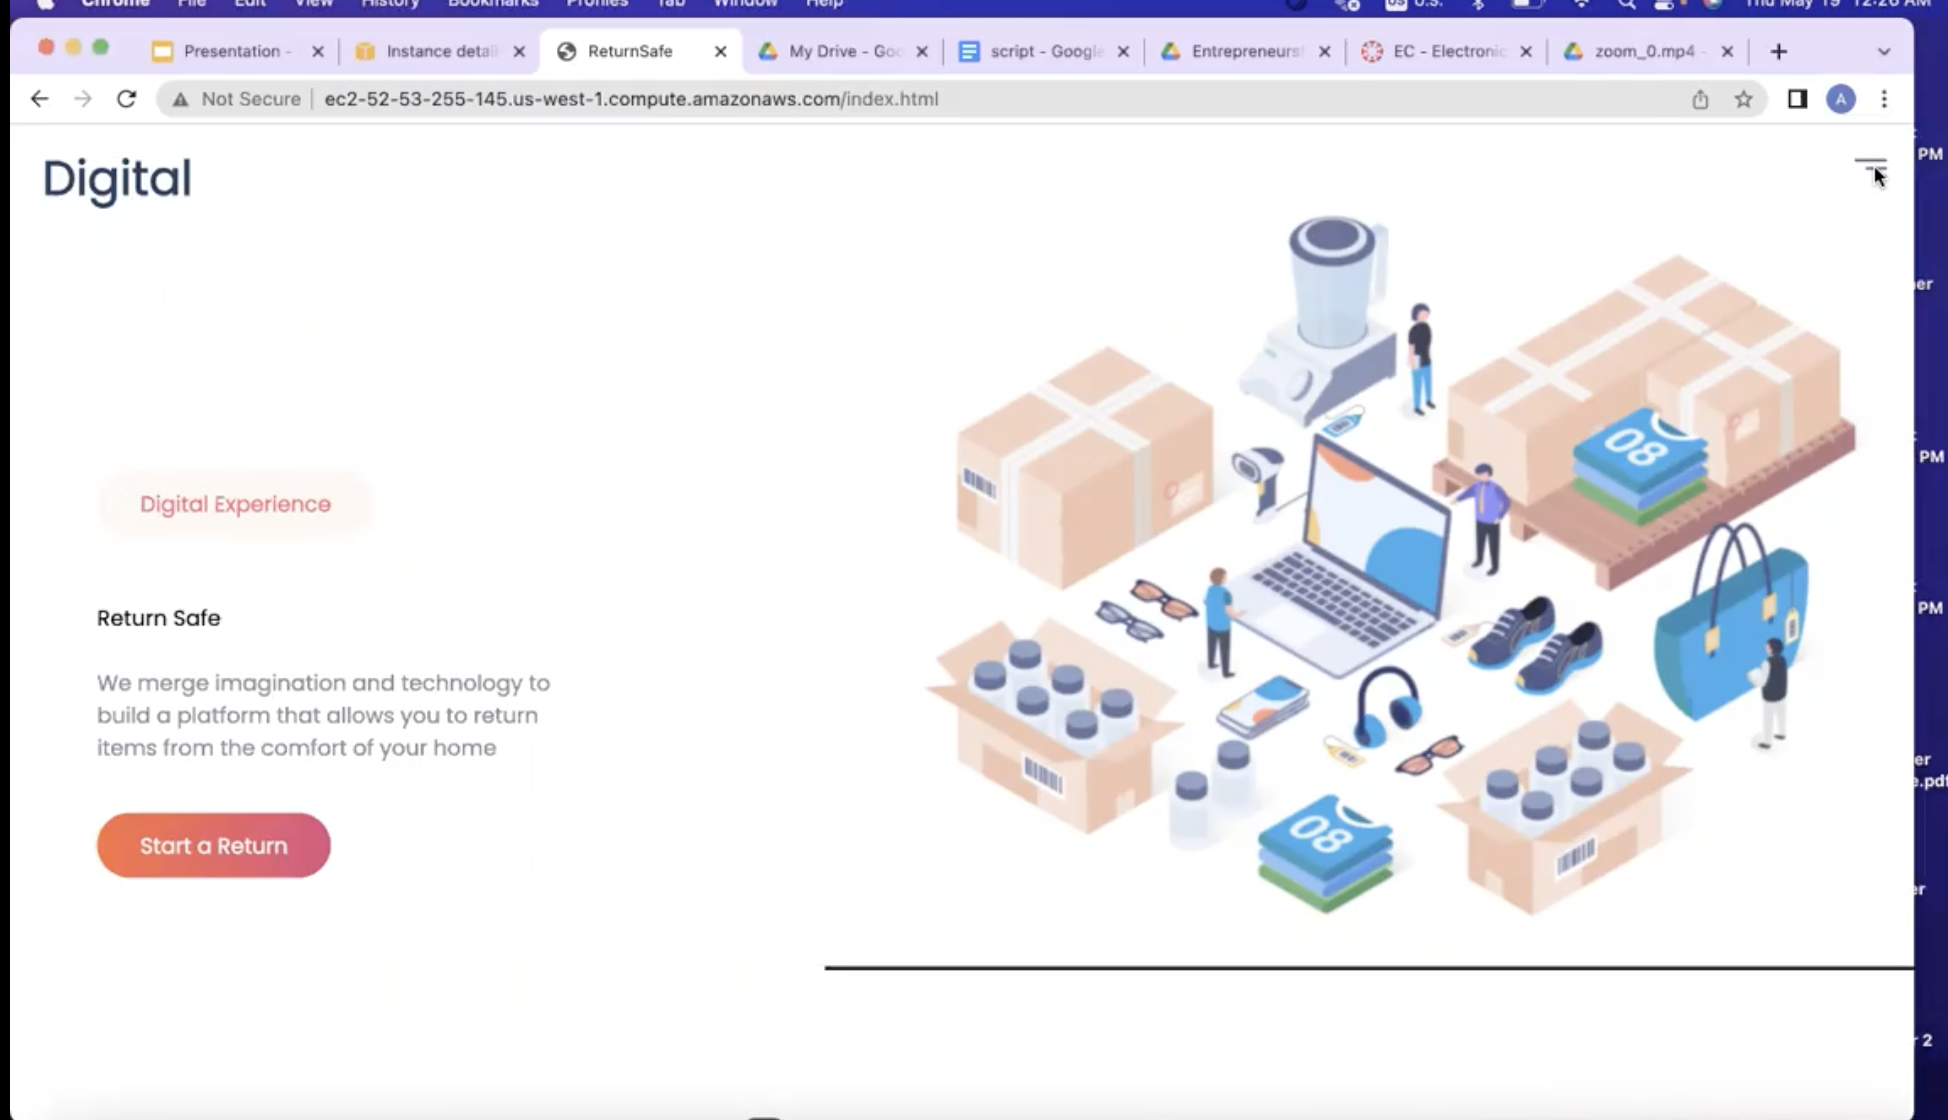 Chrome File Edit View History Bookmarks Profiles Tab Window Help US U.S. Thu May 19 12:26 AM
Presentation - Instance detai ReturnSafe My Drive - Goo script - Google Entrepreneurs EC - Electronic zoom_0.mp4 -
Not Secure ec2-52-53-255-145.us-west-1.compute.amazonaws.com/index.html A
Digital
PM
er
08
PM
Digital Experience
PM
Return Safe
We merge imagination and technology to
build a platform that allows you to return
items from the comfort of your home
er
e.pdf
Start a Return
08
er
2